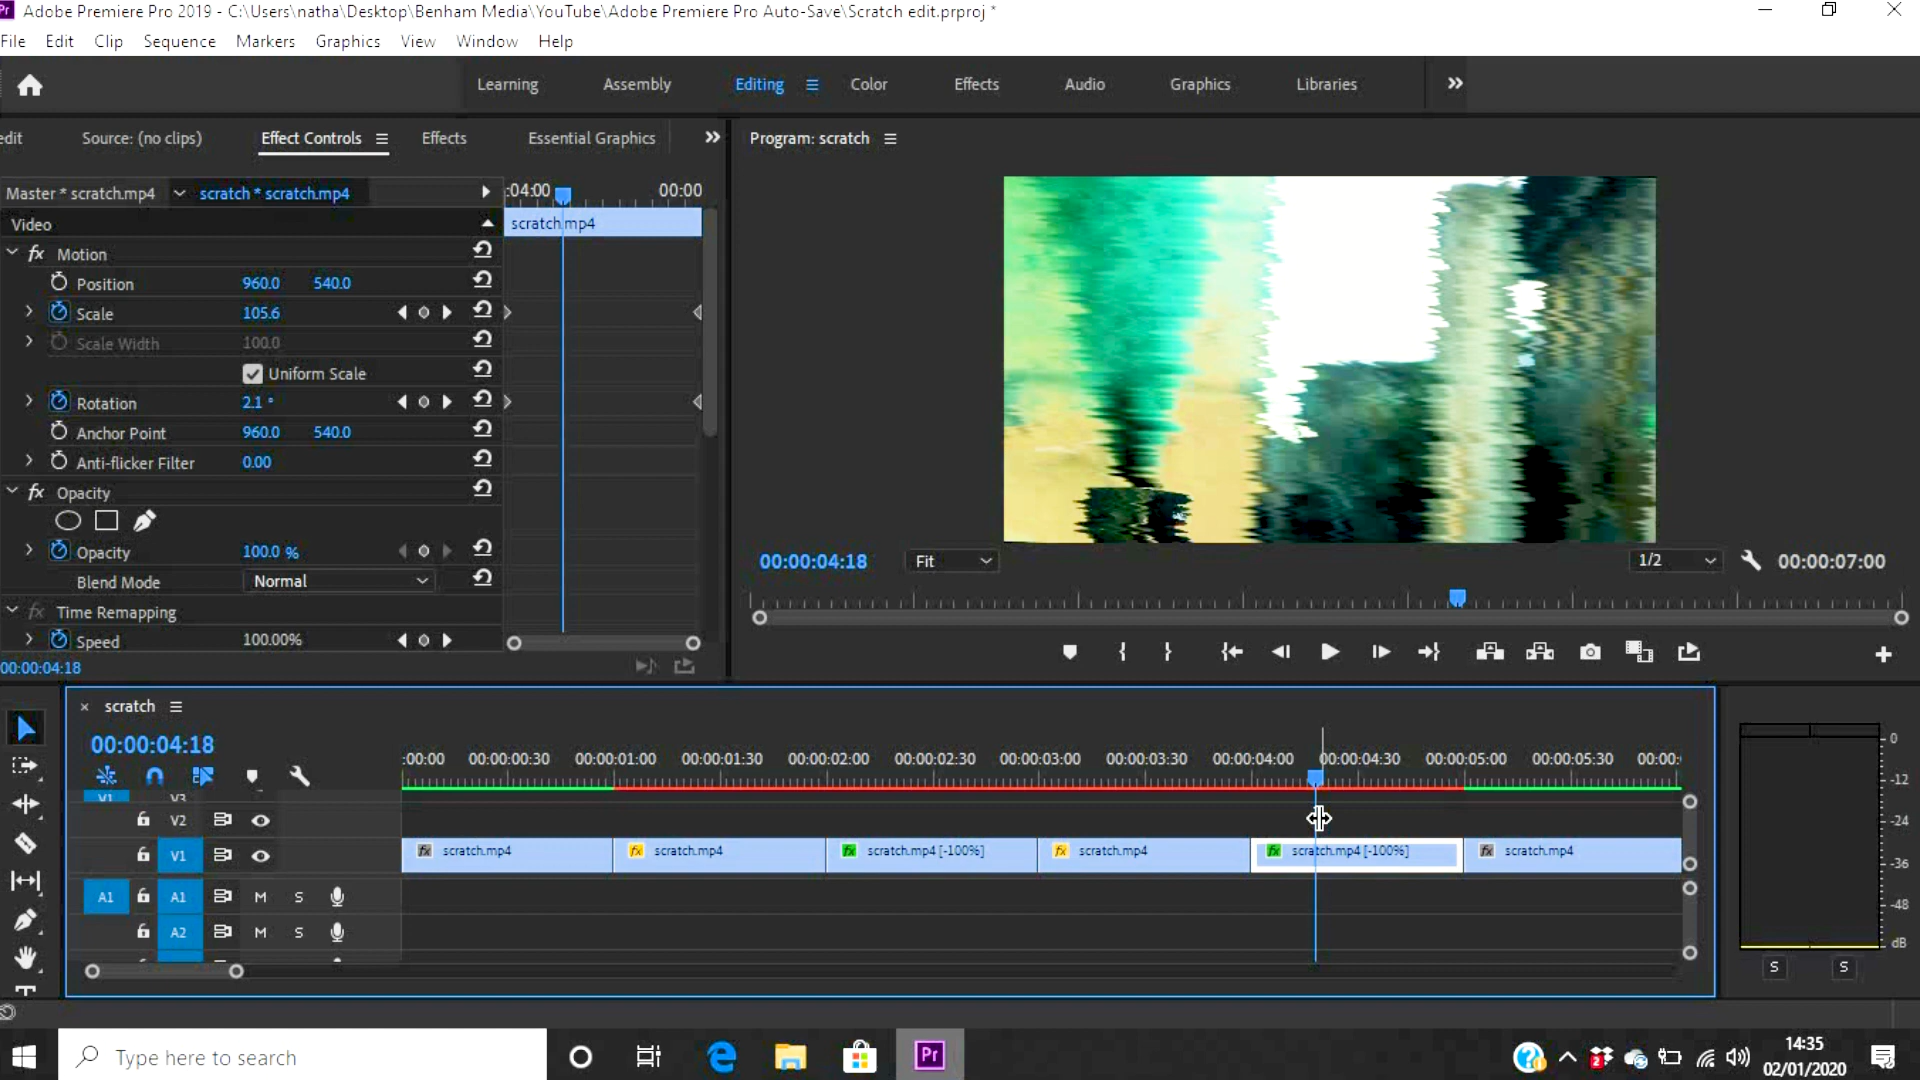 Adobe Premiere Pro 2019 - C:\Users\natha\Desktop\Benham Media\YouTube\Adobe Premiere Pro Auto-Save\Scratch edit.prproj *
File Edit Clip Sequence Markers Graphics View Window Help
Learning Assembly Editing Color Effects Audio Graphics Libraries
edit Source: (no clips) Effect Controls Effects Essential Graphics
Program: scratch
Master * scratch.mp4 scratch * scratch.mp4
:04:00 00:00
Video
scratch.mp4
fx Motion
Position 960.0 540.0
Scale 105.6
Scale Width 100.0
Uniform Scale
Rotation 2.1 °
Anchor Point 960.0 540.0
Anti-flicker Filter 0.00
fx Opacity
Opacity 100.0 %
Blend Mode Normal
fx Time Remapping
Speed 100.00%
00:00:04:18
00:00:04:18 Fit 1/2 00:00:07:00
scratch
00:00:04:18
:00:00 00:00:00:30 00:00:01:00 00:00:01:30 00:00:02:00 00:00:02:30 00:00:03:00 00:00:03:30 00:00:04:00 00:00:04:30 00:00:05:00 00:00:05:30 00:00:
V1 V3
V2
V1
fx scratch.mp4 fx scratch.mp4 fx scratch.mp4 [-100%] fx scratch.mp4 fx scratch.mp4 [-100%] fx scratch.mp4
A1 A1 M S
A2 M S
0
-12
-24
-36
-48
dB
S S
Type here to search
Pr
14:35
02/01/2020